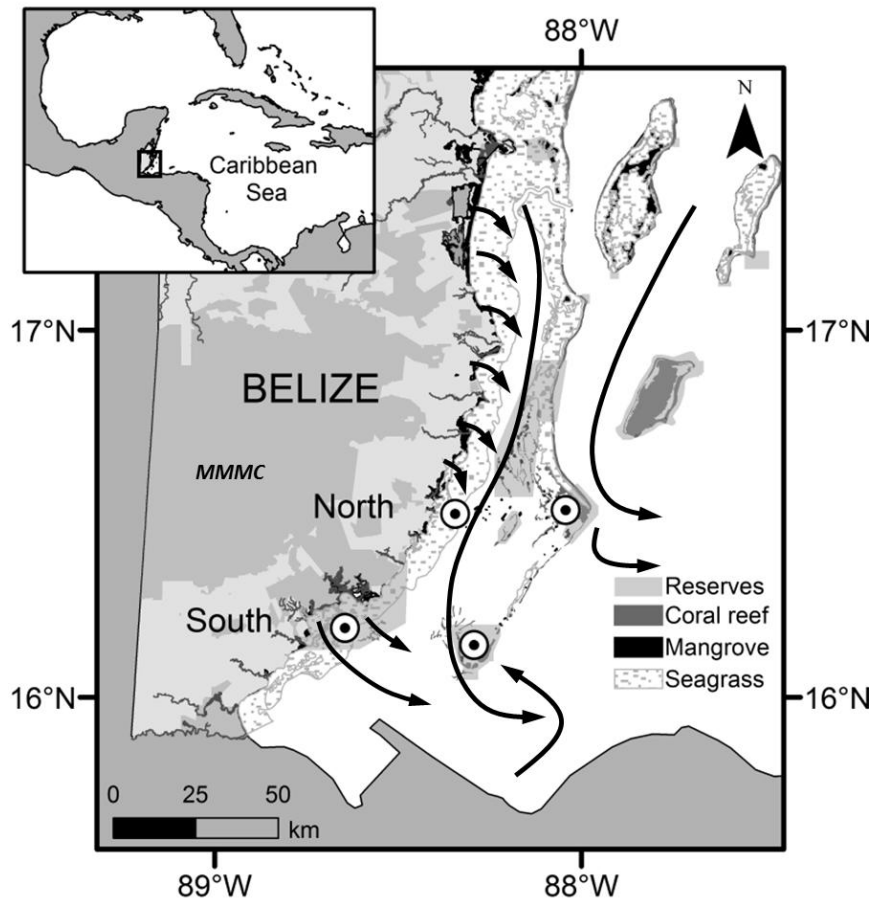 88°W
N
Caribbean
Sea
17°N
17°N
BELIZE
MMMC
North
South
Reserves
Coral reef
Mangrove
Seagrass
16°N
16°N
0 25 50
km
89°W
88°W